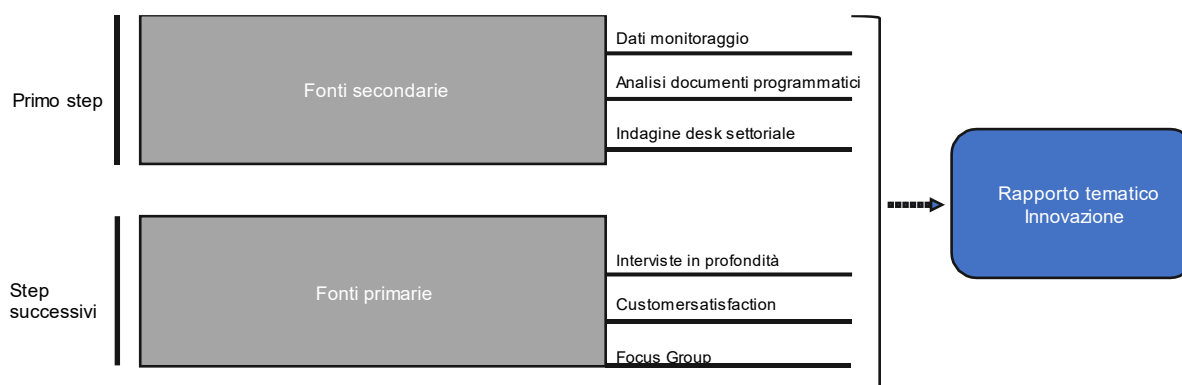 Primo step
Fonti secondarie
Dati monitoraggio
Analisi documenti programmatici
Indagine desk settoriale
Step
successivi
Fonti primarie
Interviste in profondità
Customersatisfaction
Focus Group
Rapporto tematico
Innovazione